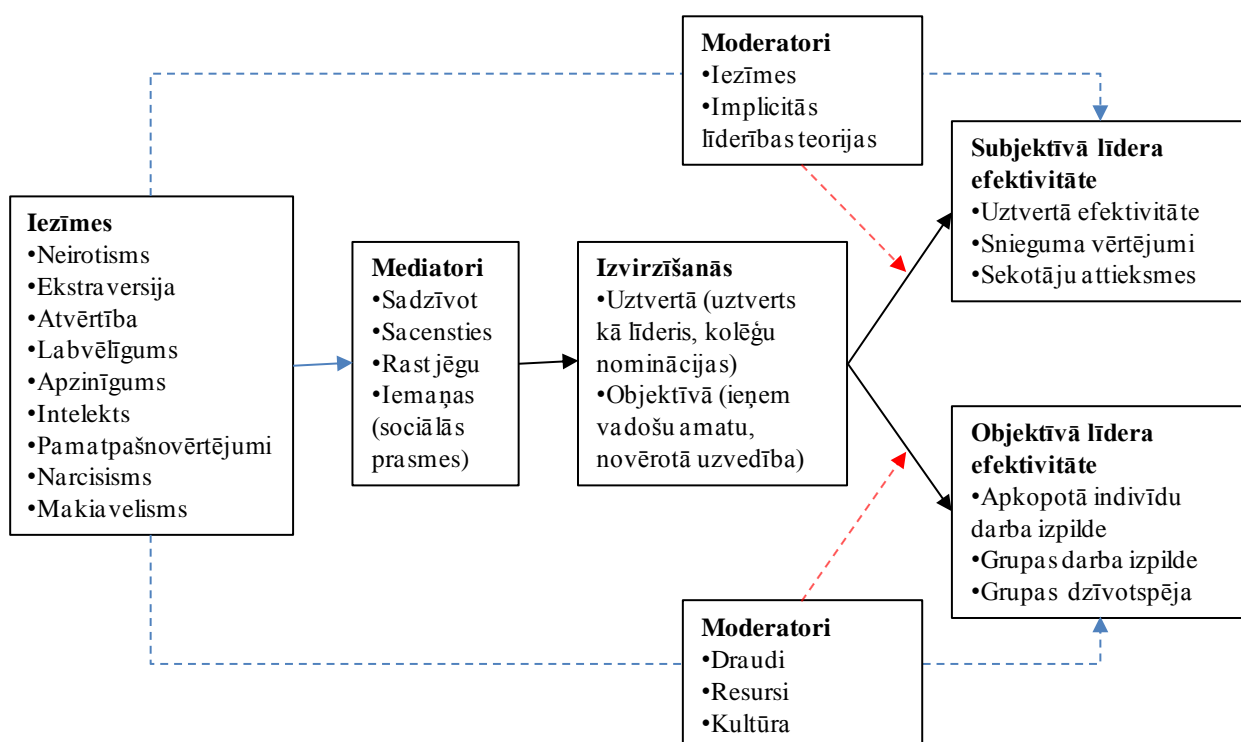 Moderatori
•Iezīmes
•Implicitās
līderības teorijas
Subjektīvā līdera
efektivitāte
•Uztvertā efektivitāte
•Snieguma vērtējumi
•Sekotāju attieksmes
Iezīmes
•Neirotisms
•Ekstraversija
•Atvērtība
•Labvēlīgums
•Apzinīgums
•Intelekts
•Pamatpašnovērtējumi
•Narcisisms
•Makiavelisms
Mediatori
•Sadzīvot
•Sacensties
•Rast jēgu
•Iemaņas
(sociālās
prasmes)
Izvirzīšanās
•Uztvertā (uztverts
kā līderis, kolēģu
nominācijas)
•Objektīvā (ieņem
vadošu amatu,
novērotā uzvedība)
Objektīvā līdera
efektivitāte
•Apkopotā indivīdu
darba izpilde
•Grupas darba izpilde
•Grupas dzīvotspēja
Moderatori
•Draudi
•Resursi
•Kultūra